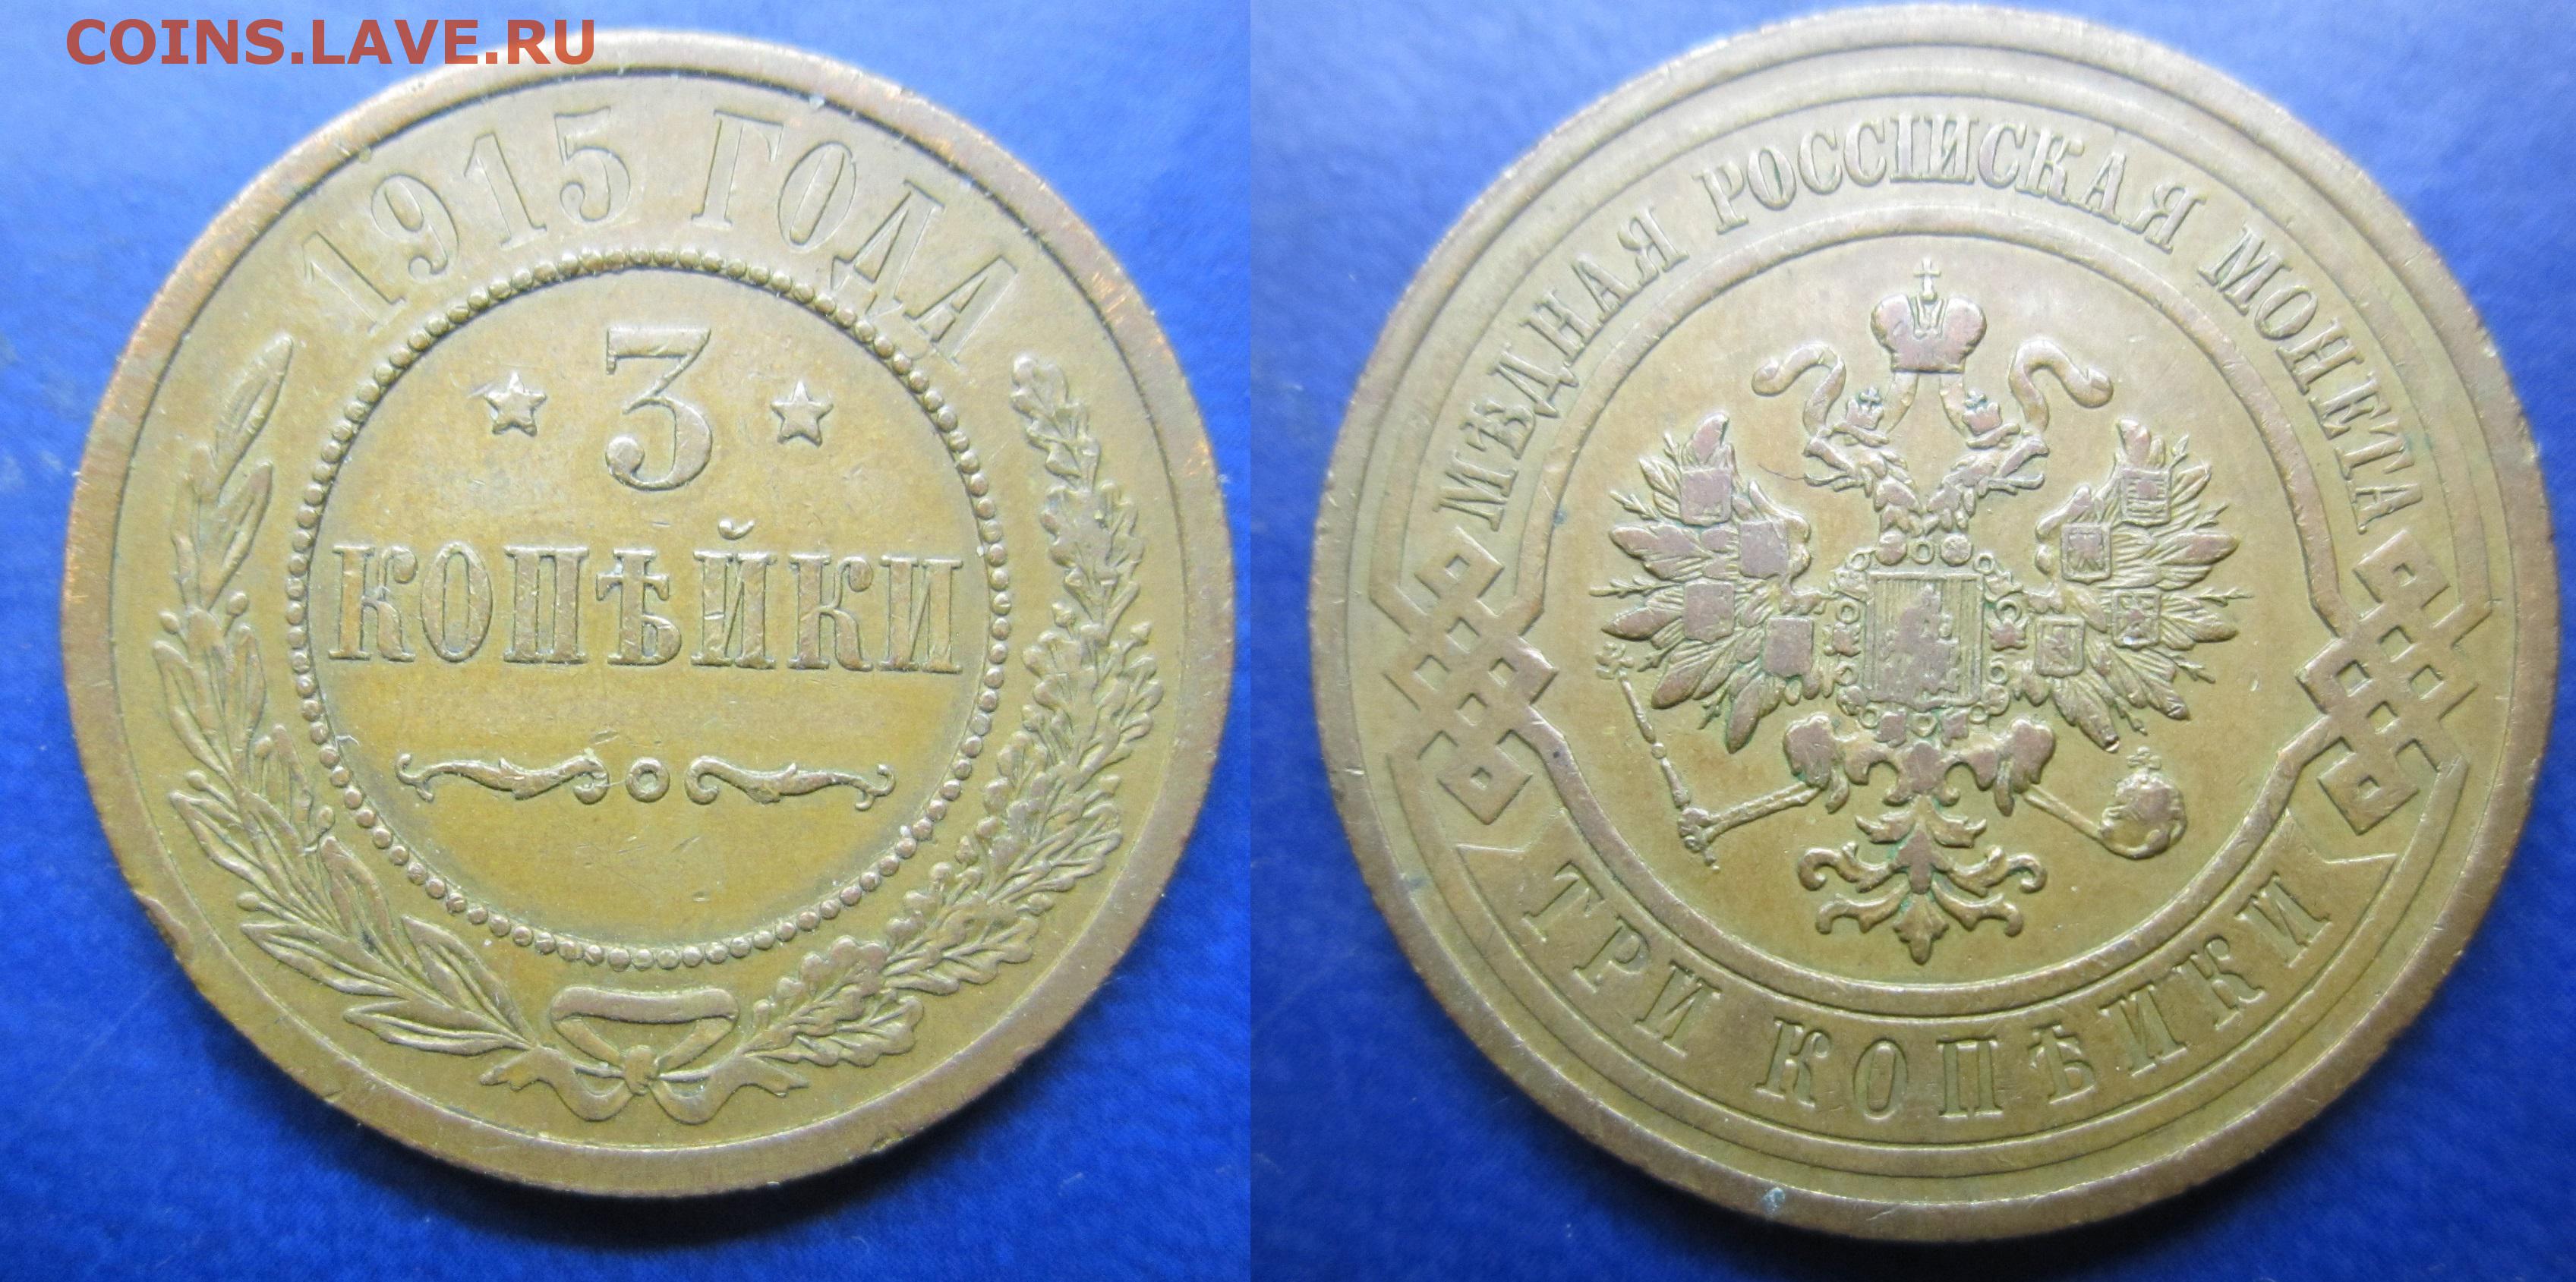 COINS.LAVE.RU
1915 ГОДА
3
КОПѢЙКИ
МѢДНАЯ РОССІЙСКАЯ МОНЕТА
ТРИ КОПѢЙКИ